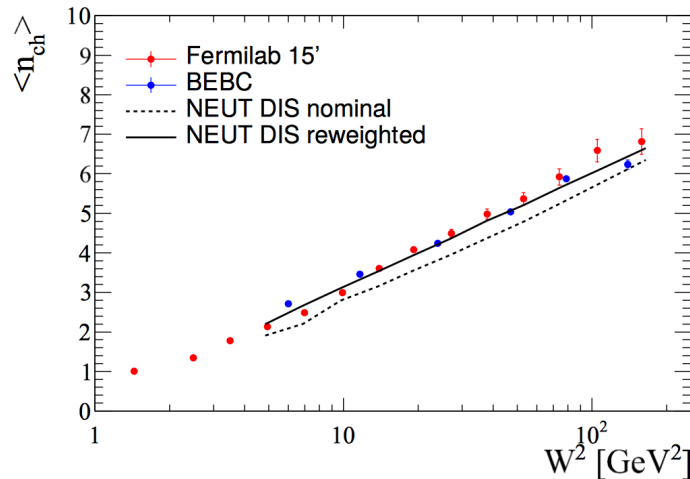 <n_ch>
10
9
8
7
6
5
4
3
2
1
0
Fermilab 15'
BEBC
NEUT DIS nominal
NEUT DIS reweighted
1 10 10²
W² [GeV²]